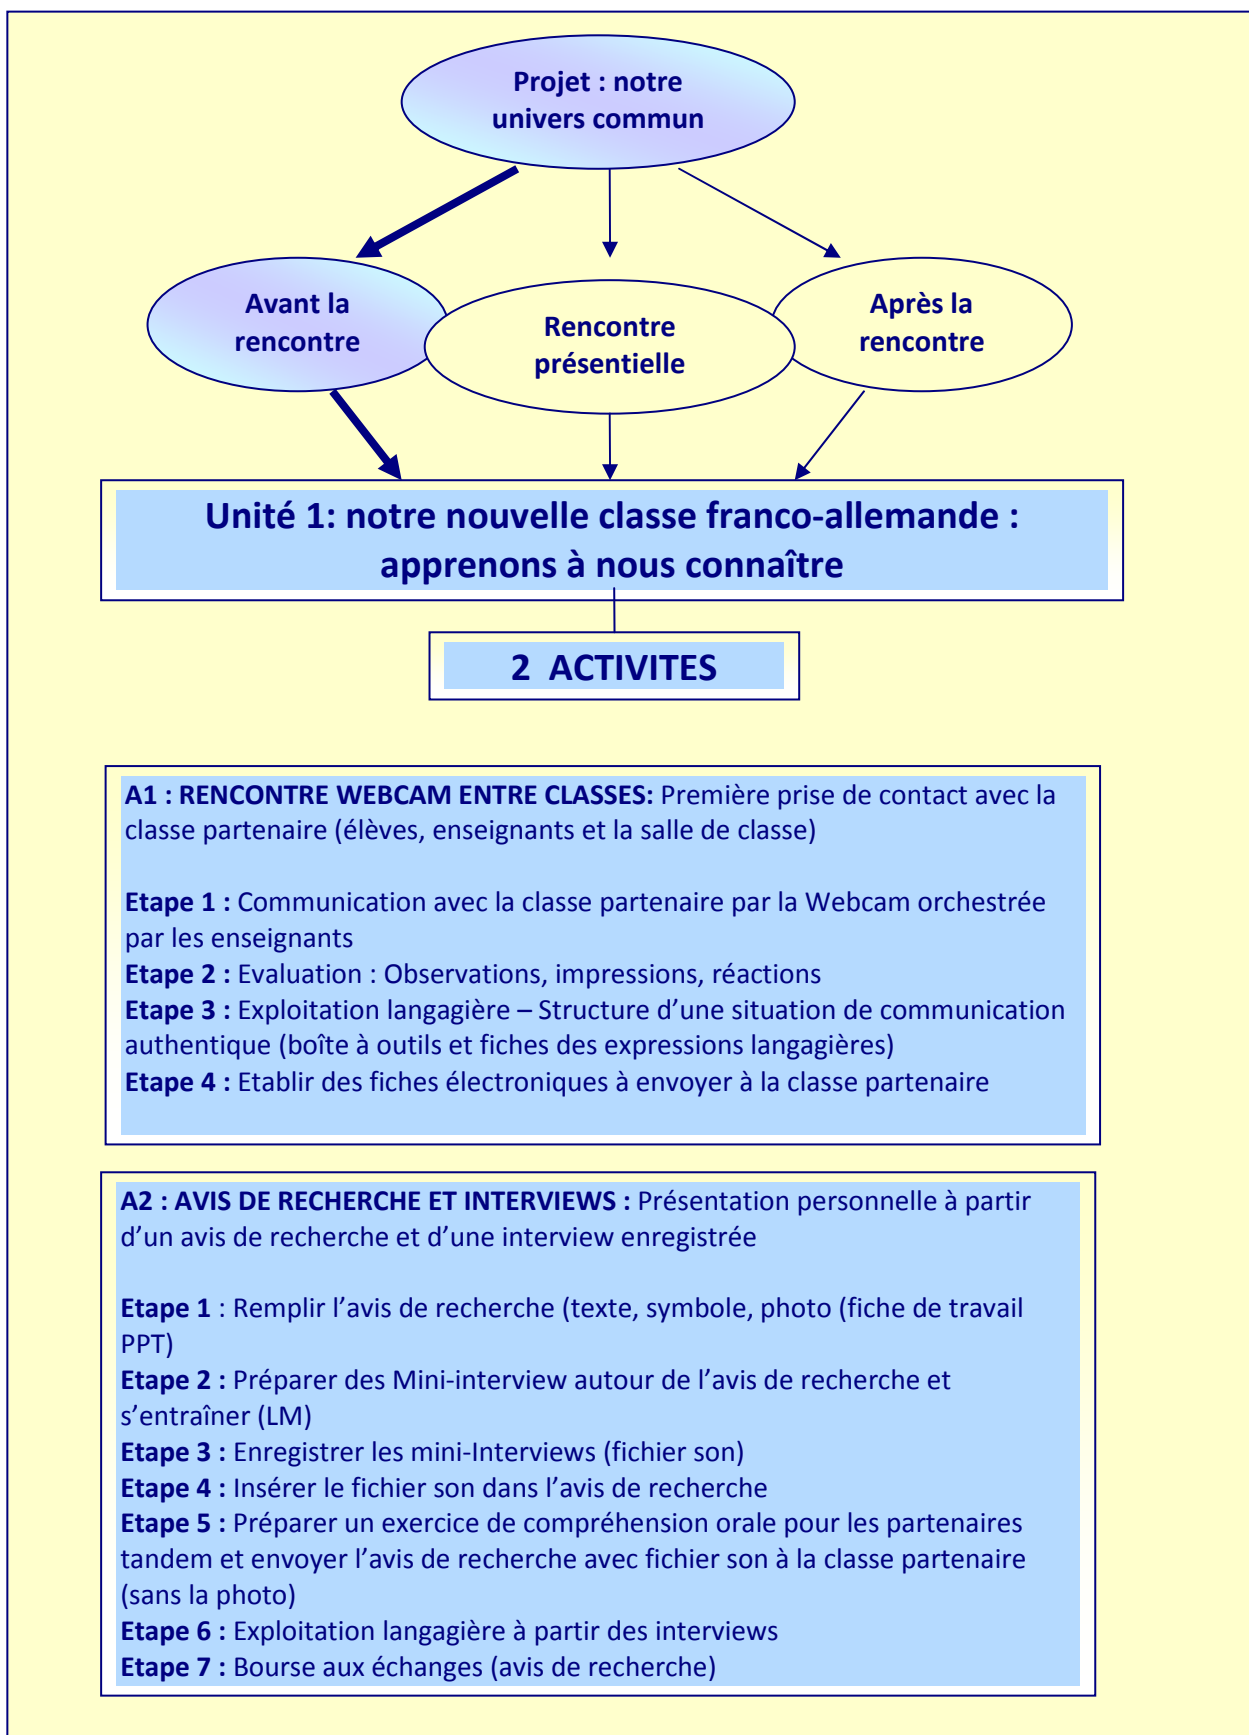 Projet : notre
univers commun
Avant la
rencontre
Rencontre
présentielle
Après la
rencontre
Unité 1: notre nouvelle classe franco-allemande :
apprenons à nous connaître
2 ACTIVITES
A1 : RENCONTRE WEBCAM ENTRE CLASSES: Première prise de contact avec la
classe partenaire (élèves, enseignants et la salle de classe)
Etape 1 : Communication avec la classe partenaire par la Webcam orchestrée
par les enseignants
Etape 2 : Evaluation : Observations, impressions, réactions
Etape 3 : Exploitation langagière – Structure d’une situation de communication
authentique (boîte à outils et fiches des expressions langagières)
Etape 4 : Etablir des fiches électroniques à envoyer à la classe partenaire
A2 : AVIS DE RECHERCHE ET INTERVIEWS : Présentation personnelle à partir
d’un avis de recherche et d’une interview enregistrée
Etape 1 : Remplir l’avis de recherche (texte, symbole, photo (fiche de travail
PPT)
Etape 2 : Préparer des Mini-interview autour de l’avis de recherche et
s’entraîner (LM)
Etape 3 : Enregistrer les mini-Interviews (fichier son)
Etape 4 : Insérer le fichier son dans l’avis de recherche
Etape 5 : Préparer un exercice de compréhension orale pour les partenaires
tandem et envoyer l’avis de recherche avec fichier son à la classe partenaire
(sans la photo)
Etape 6 : Exploitation langagière à partir des interviews
Etape 7 : Bourse aux échanges (avis de recherche)